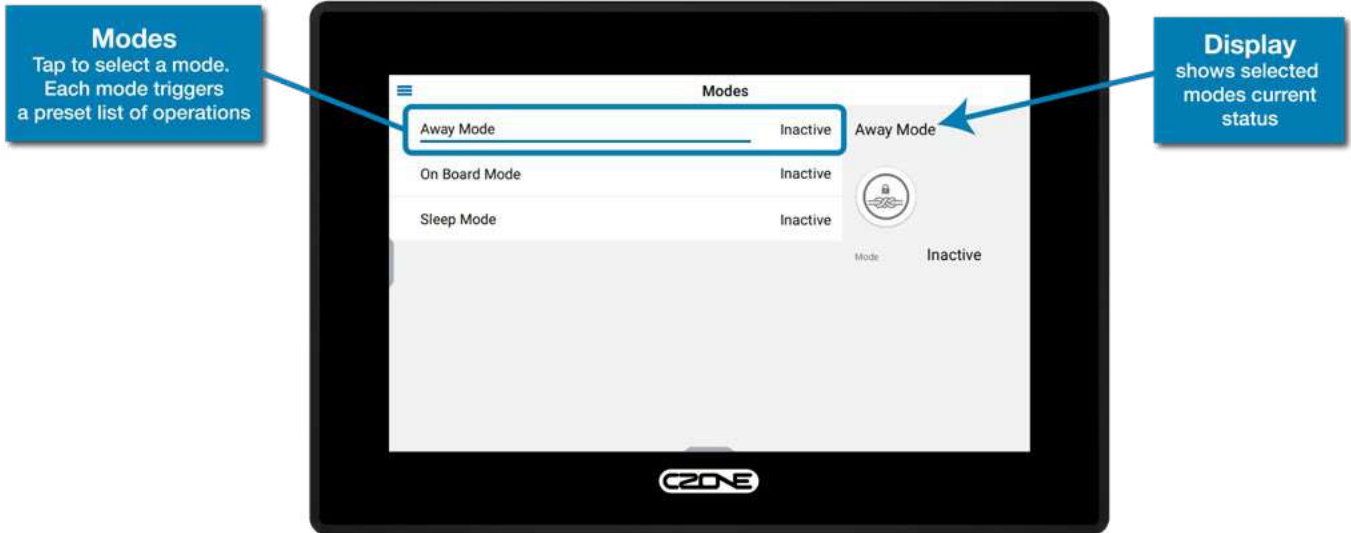 Modes
Tap to select a mode.
Each mode triggers
a preset list of operations
Display
shows selected
modes current
status
Modes
Away Mode Inactive
On Board Mode Inactive
Sleep Mode Inactive
Away Mode
Mode Inactive
CZONE